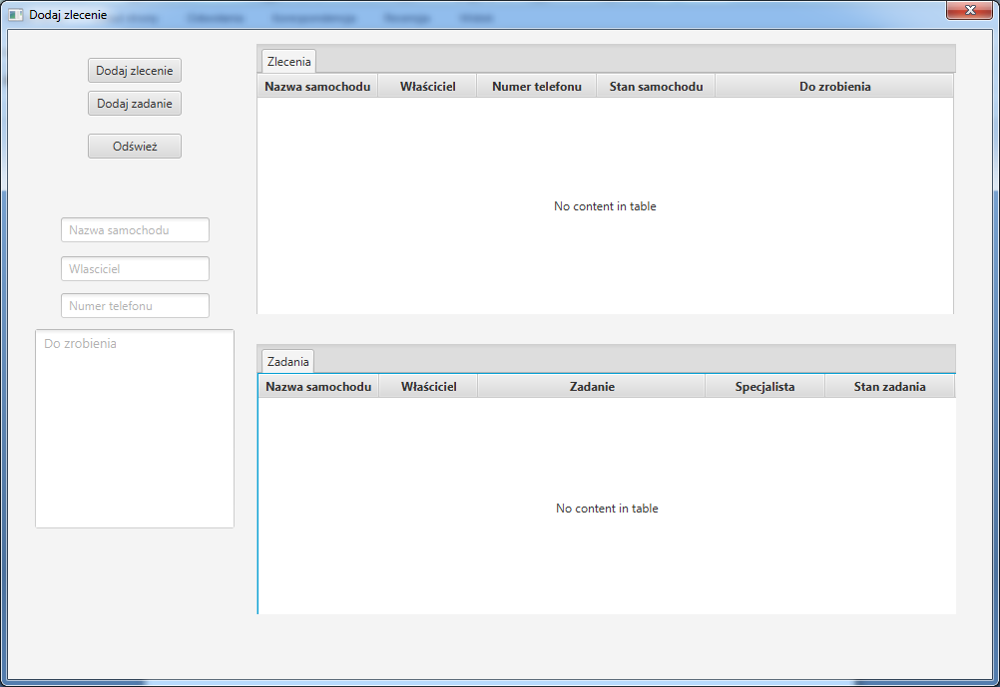 Dodaj zlecenie
Dodaj zlecenie
Dodaj zadanie
Odśwież
Nazwa samochodu
Wlasciciel
Numer telefonu
Do zrobienia
Zlecenia
Nazwa samochodu Właściciel Numer telefonu Stan samochodu Do zrobienia
No content in table
Zadania
Nazwa samochodu Właściciel Zadanie Specjalista Stan zadania
No content in table